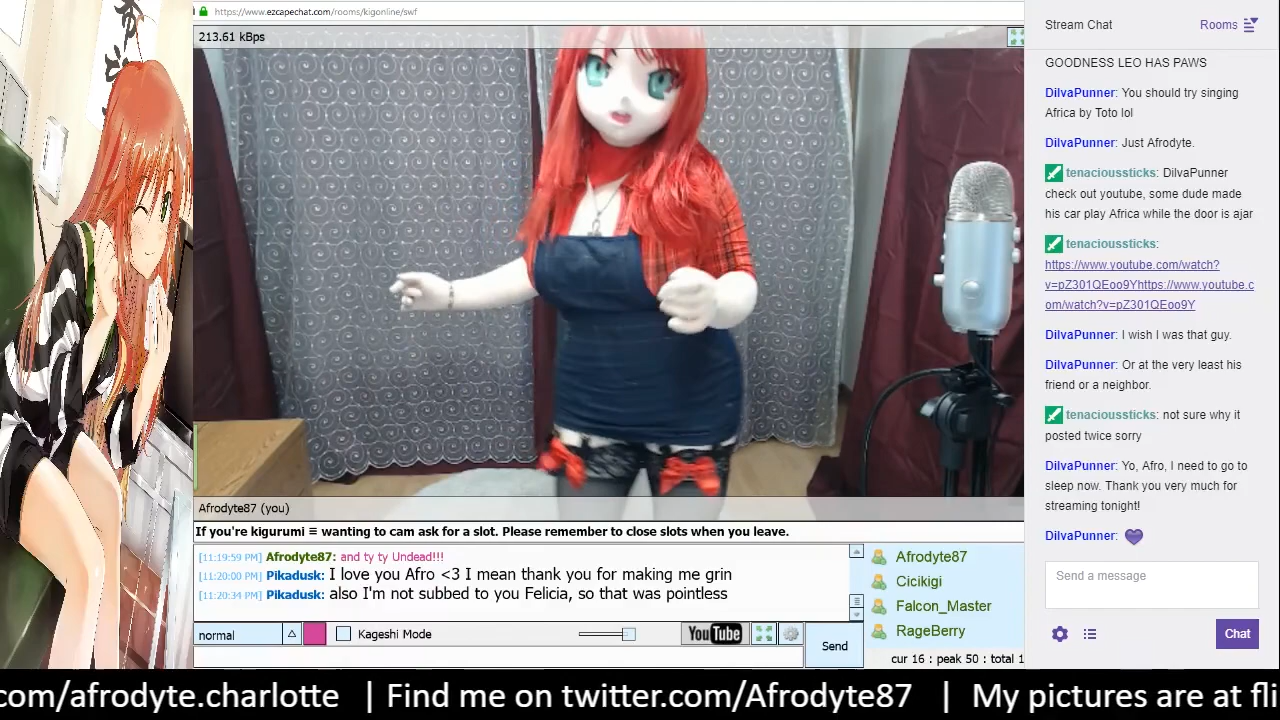 https://www.ezcapechat.com/rooms/kigonline/swf
213.61 kBps
Afrodyte87 (you)
If you're kigurumi ≡ wanting to cam ask for a slot. Please remember to close slots when you leave.
[11:19:59 PM] Afrodyte87: and ty ty Undead!!!
[11:20:00 PM] Pikadusk: I love you Afro <3 I mean thank you for making me grin
[11:20:34 PM] Pikadusk: also I'm not subbed to you Felicia, so that was pointless
normal
Kageshi Mode
YouTube
Send
Afrodyte87
Cicikigi
Falcon_Master
RageBerry
cur 16 : peak 50 : total 1
Stream Chat
Rooms
GOODNESS LEO HAS PAWS
DilvaPunner: You should try singing
Africa by Toto lol
DilvaPunner: Just Afrodyte.
tenacioussticks: DilvaPunner
check out youtube, some dude made
his car play Africa while the door is ajar
tenacioussticks:
https://www.youtube.com/watch?
v=pZ301QEoo9Yhttps://www.youtube.c
om/watch?v=pZ301QEoo9Y
DilvaPunner: I wish I was that guy.
DilvaPunner: Or at the very least his
friend or a neighbor.
tenacioussticks: not sure why it
posted twice sorry
DilvaPunner: Yo, Afro, I need to go to
sleep now. Thank you very much for
streaming tonight!
DilvaPunner: 💜
Send a message
Chat
com/afrodyte.charlotte | Find me on twitter.com/Afrodyte87 | My pictures are at fli